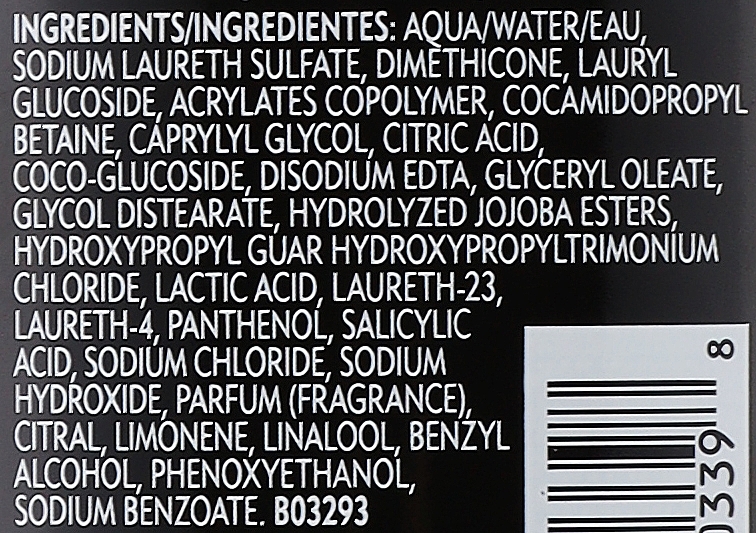 INGREDIENTS/INGREDIENTES: AQUA/WATER/EAU,
SODIUM LAURETH SULFATE, DIMETHICONE, LAURYL
GLUCOSIDE, ACRYLATES COPOLYMER, COCAMIDOPROPYL
BETAINE, CAPRYLYL GLYCOL, CITRIC ACID,
COCO-GLUCOSIDE, DISODIUM EDTA, GLYCERYL OLEATE,
GLYCOL DISTEARATE, HYDROLYZED JOJOBA ESTERS,
HYDROXYPROPYL GUAR HYDROXYPROPYLTRIMONIUM
CHLORIDE, LACTIC ACID, LAURETH-23,
LAURETH-4, PANTHENOL, SALICYLIC
ACID, SODIUM CHLORIDE, SODIUM
HYDROXIDE, PARFUM (FRAGRANCE),
CITRAL, LIMONENE, LINALOOL, BENZYL
ALCOHOL, PHENOXYETHANOL,
SODIUM BENZOATE. B03293
8
0339